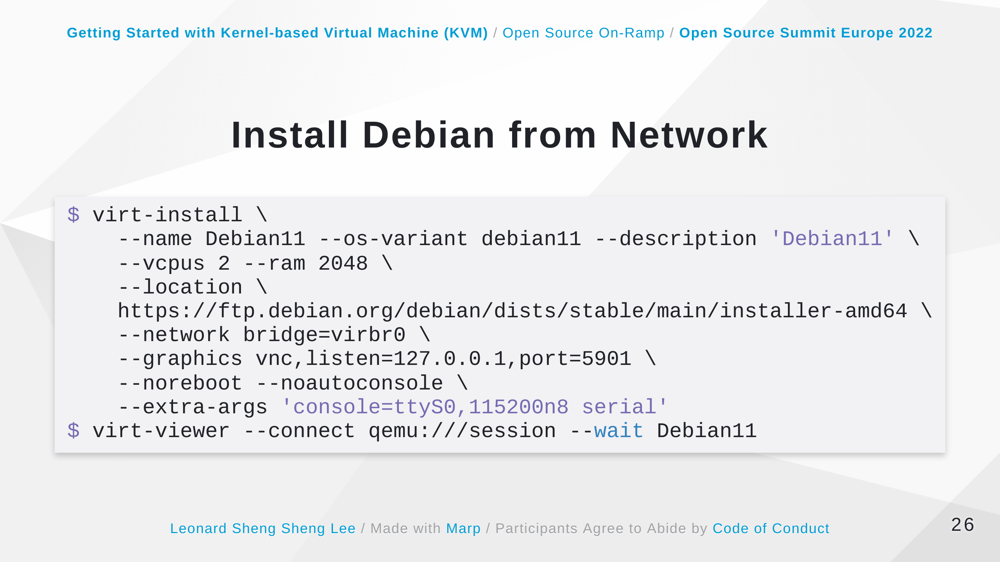 Getting Started with Kernel-based Virtual Machine (KVM) / Open Source On-Ramp / Open Source Summit Europe 2022
Install Debian from Network
$ virt-install \
    --name Debian11 --os-variant debian11 --description 'Debian11' \
    --vcpus 2 --ram 2048 \
    --location \
    https://ftp.debian.org/debian/dists/stable/main/installer-amd64 \
    --network bridge=virbr0 \
    --graphics vnc,listen=127.0.0.1,port=5901 \
    --noreboot --noautoconsole \
    --extra-args 'console=ttyS0,115200n8 serial'
$ virt-viewer --connect qemu:///session --wait Debian11
Leonard Sheng Sheng Lee / Made with Marp / Participants Agree to Abide by Code of Conduct
26